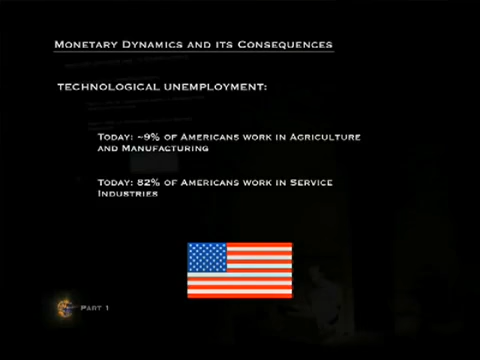 MONETARY DYNAMICS AND ITS CONSEQUENCES
TECHNOLOGICAL UNEMPLOYMENT:
TODAY: ~9% OF AMERICANS WORK IN AGRICULTURE
AND MANUFACTURING
TODAY: 82% OF AMERICANS WORK IN SERVICE
INDUSTRIES
PART 1